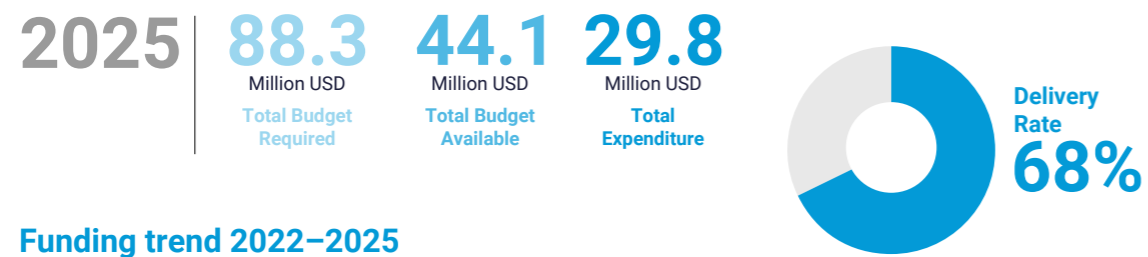 2025
88.3
Million USD
Total Budget
Required
44.1
Million USD
Total Budget
Available
29.8
Million USD
Total
Expenditure
Delivery
Rate
68%
Funding trend 2022–2025